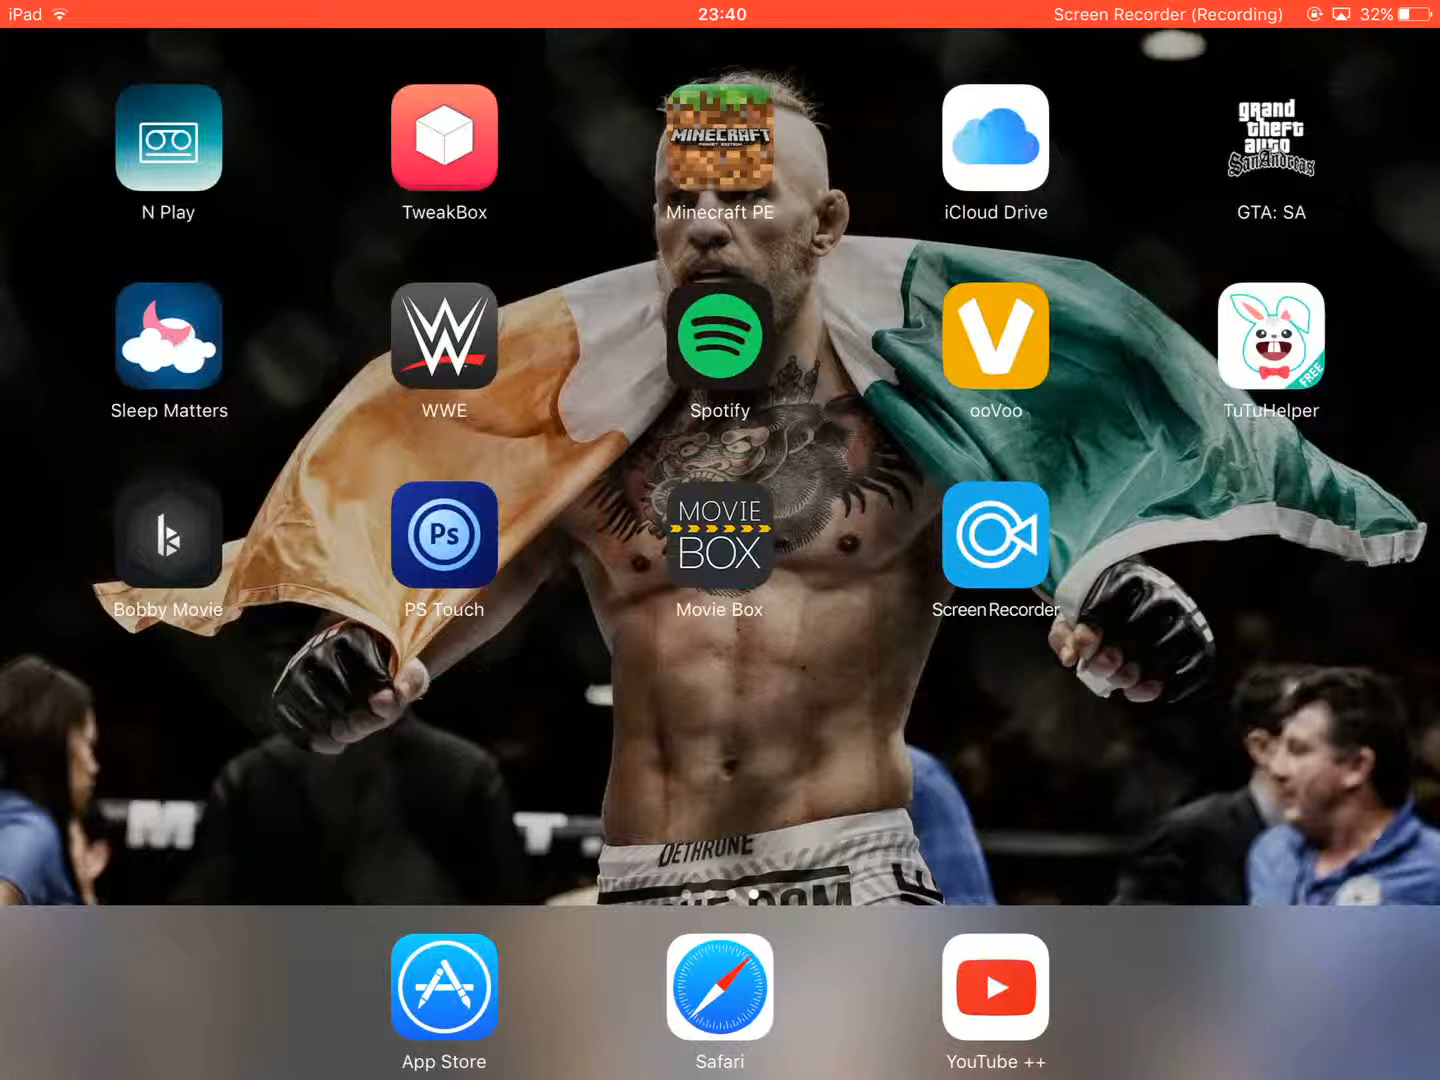 iPad 23:40 Screen Recorder (Recording) 32%
MINECRAFT
POCKET EDITION
grand
theft
auto
San Andreas
N Play TweakBox Minecraft PE iCloud Drive GTA: SA
FREE
Sleep Matters WWE Spotify ooVoo TuTuHelper
Ps
MOVIE
BOX
Bobby Movie PS Touch Movie Box Screen Recorder
DETHRONE
App Store Safari YouTube ++